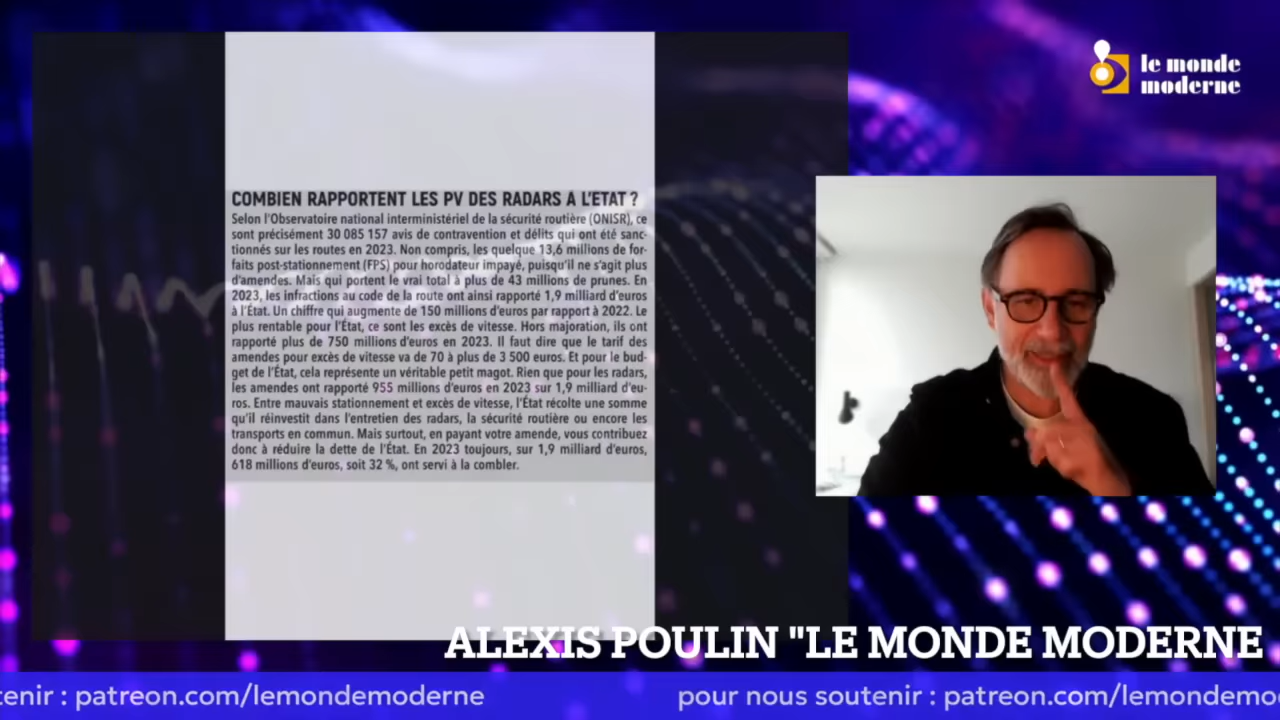 le monde
moderne
COMBIEN RAPPORTENT LES PV DES RADARS A L'ETAT ?
Selon l'Observatoire national interministériel de la sécurité routière (ONISR), ce
sont précisément 30 085 157 avis de contravention et délits qui ont été sanc-
tionnés sur les routes en 2023. Non compris, les quelque 13,6 millions de for-
faits post-stationnement (FPS) pour horodateur impayé, puisqu'il ne s'agit plus
d'amendes. Mais qui portent le vrai total à plus de 43 millions de prunes. En
2023, les infractions au code de la route ont ainsi rapporté 1,9 milliard d'euros
à l'État. Un chiffre qui augmente de 150 millions d'euros par rapport à 2022. Le
plus rentable pour l'État, ce sont les excès de vitesse. Hors majoration, ils ont
rapporté plus de 750 millions d'euros en 2023. Il faut dire que le tarif des
amendes pour excès de vitesse va de 70 à plus de 3 500 euros. Et pour le bud-
get de l'État, cela représente un véritable petit magot. Rien que pour les radars,
les amendes ont rapporté 955 millions d'euros en 2023 sur 1,9 milliard d'eu-
ros. Entre mauvais stationnement et excès de vitesse, l'État récolte une somme
qu'il réinvestit dans l'entretien des radars, la sécurité routière ou encore les
transports en commun. Mais surtout, en payant votre amende, vous contribuez
donc à réduire la dette de l'État. En 2023 toujours, sur 1,9 milliard d'euros,
618 millions d'euros, soit 32 %, ont servi à la combler.
ALEXIS POULIN "LE MONDE MODERNE
tenir : patreon.com/lemondemoderne pour nous soutenir : patreon.com/lemondemo